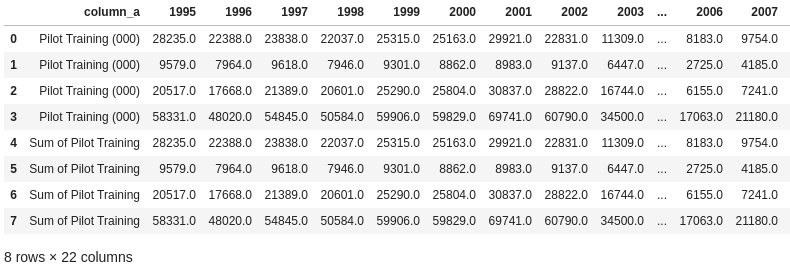 column_a 1995 1996 1997 1998 1999 2000 2001 2002 2003 ... 2006 2007
0 Pilot Training (000) 28235.0 22388.0 23838.0 22037.0 25315.0 25163.0 29921.0 22831.0 11309.0 ... 8183.0 9754.0
1 Pilot Training (000) 9579.0 7964.0 9618.0 7946.0 9301.0 8862.0 8983.0 9137.0 6447.0 ... 2725.0 4185.0
2 Pilot Training (000) 20517.0 17668.0 21389.0 20601.0 25290.0 25804.0 30837.0 28822.0 16744.0 ... 6155.0 7241.0
3 Pilot Training (000) 58331.0 48020.0 54845.0 50584.0 59906.0 59829.0 69741.0 60790.0 34500.0 ... 17063.0 21180.0
4 Sum of Pilot Training 28235.0 22388.0 23838.0 22037.0 25315.0 25163.0 29921.0 22831.0 11309.0 ... 8183.0 9754.0
5 Sum of Pilot Training 9579.0 7964.0 9618.0 7946.0 9301.0 8862.0 8983.0 9137.0 6447.0 ... 2725.0 4185.0
6 Sum of Pilot Training 20517.0 17668.0 21389.0 20601.0 25290.0 25804.0 30837.0 28822.0 16744.0 ... 6155.0 7241.0
7 Sum of Pilot Training 58331.0 48020.0 54845.0 50584.0 59906.0 59829.0 69741.0 60790.0 34500.0 ... 17063.0 21180.0
8 rows × 22 columns